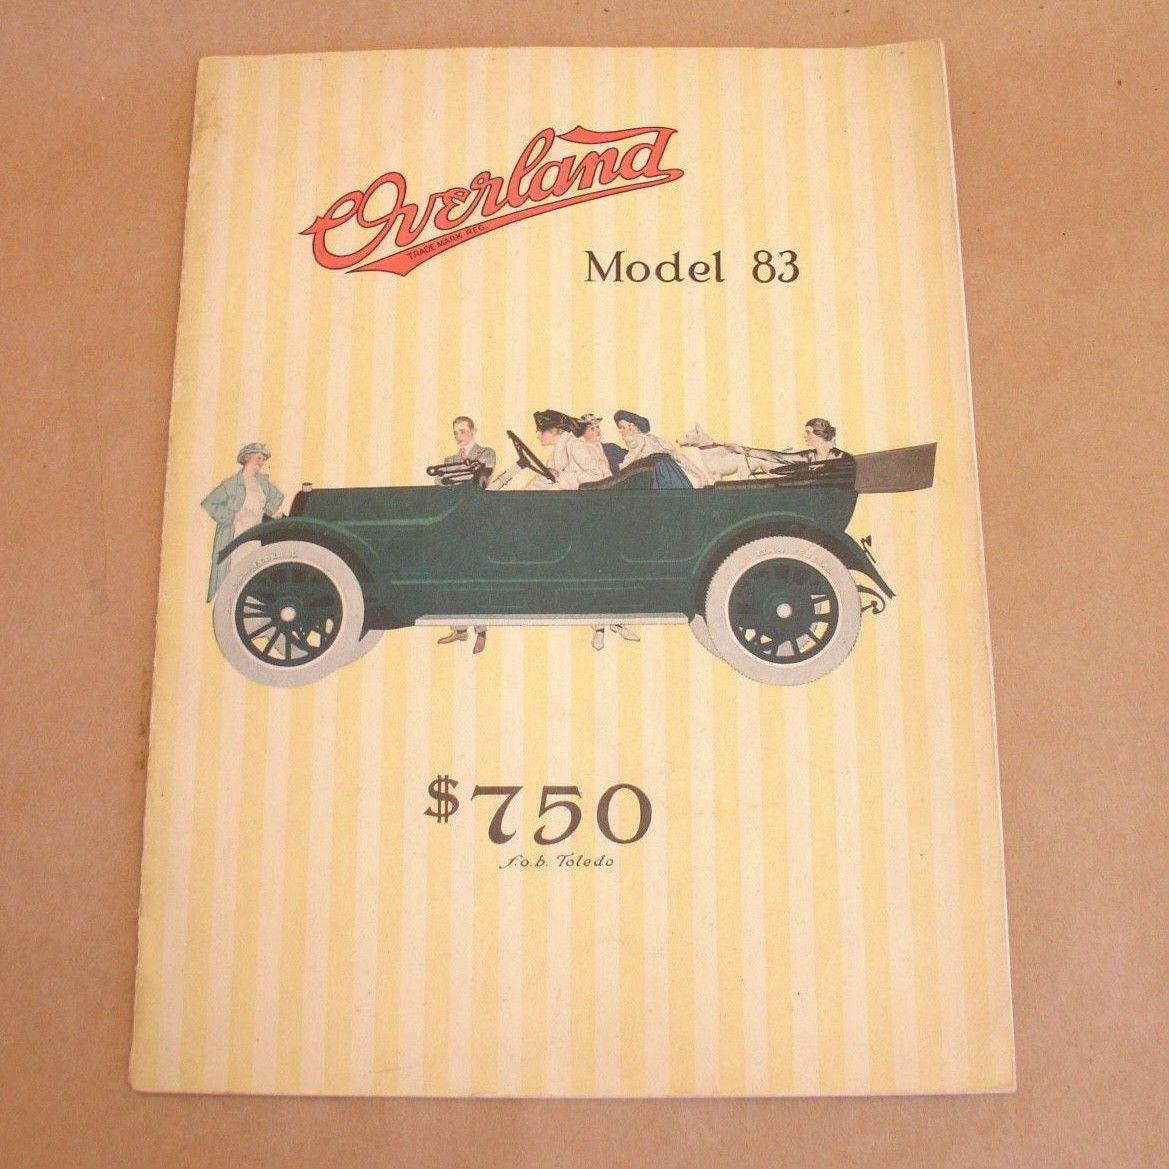 Overland
TRADE MARK REG.
Model 83
$750
f.o.b. Toledo